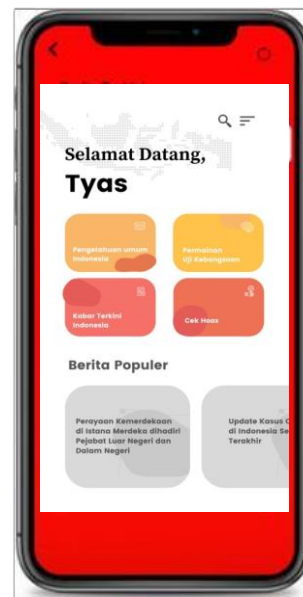 Selamat Datang,
Tyas
Pengetahuan umum
Indonesia
Permainan
Uji Kebangsaan
Kabar Terkini
Indonesia
Cek Hoax
Berita Populer
Perayaan Kemerdekaan
di Istana Merdeka dihadiri
Pejabat Luar Negeri dan
Dalam Negeri
Update Kasus C
di Indonesia Se
Terakhir